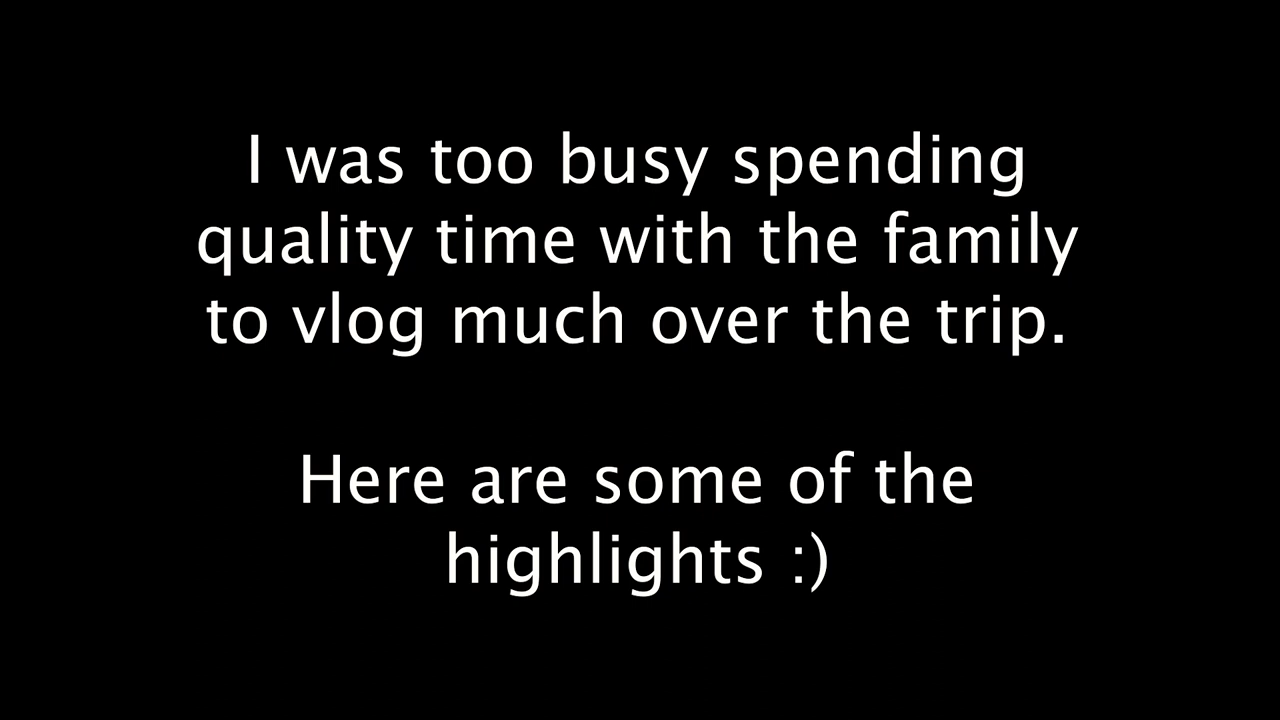 I was too busy spending
quality time with the family
to vlog much over the trip.
Here are some of the
highlights :)